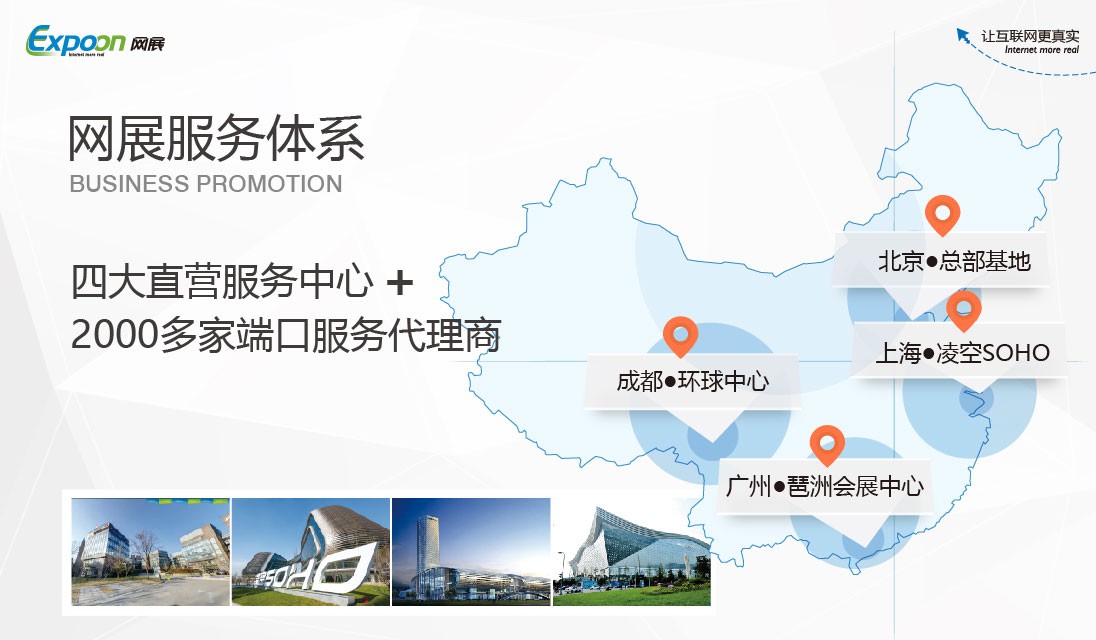 Expoon 网展
Internet more real
让互联网更真实
Internet more real
网展服务体系
BUSINESS PROMOTION
四大直营服务中心 +
2000多家端口服务代理商
北京●总部基地
上海●凌空SOHO
成都●环球中心
广州●琶洲会展中心
SOHO